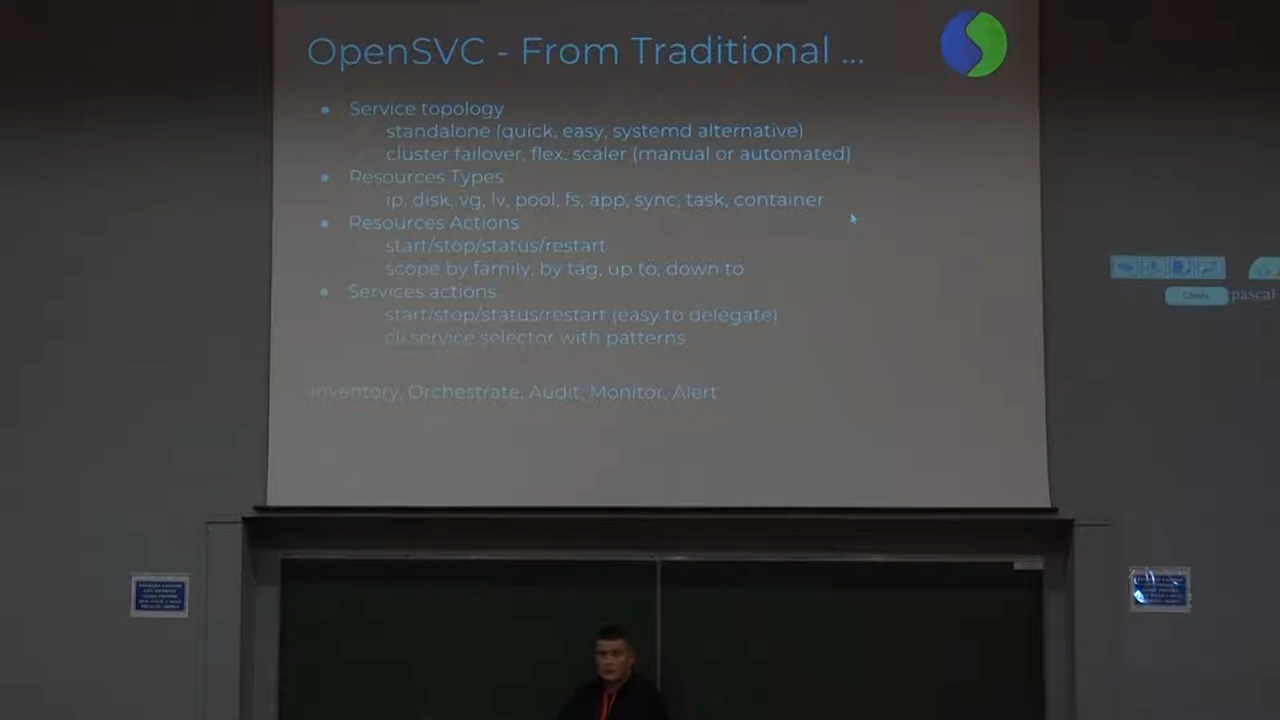 OpenSVC - From Traditional ...
• Service topology
standalone (quick, easy, systemd alternative)
cluster failover, flex. scaler (manual or automated)
• Resources Types
ip, disk, vg, lv, pool, fs, app, sync, task, container
• Resources Actions
start/stop/status/restart
scope by family, by tag, up to, down to
• Services actions
start/stop/status/restart (easy to delegate)
cli service selector with patterns
Inventory, Orchestrate, Audit, Monitor, Alert
pascal